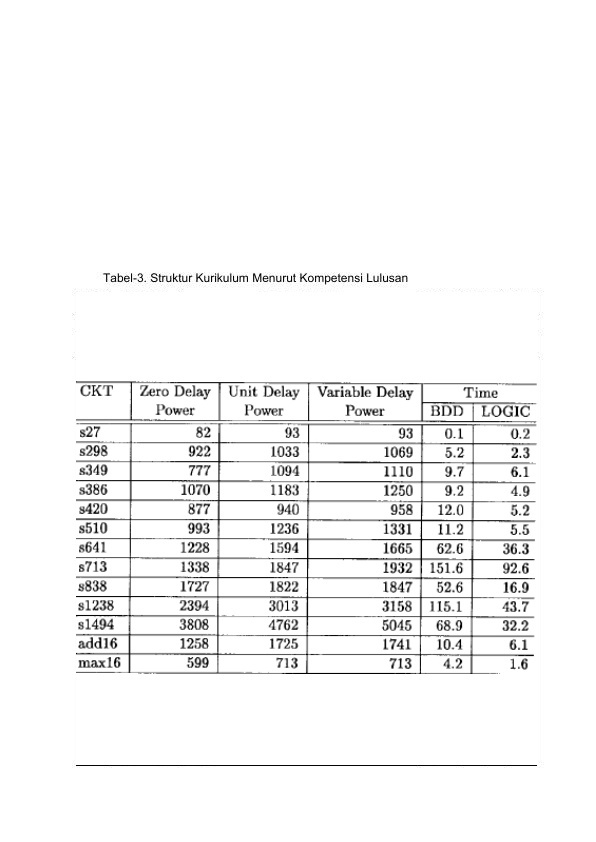 Tabel-3. Struktur Kurikulum Menurut Kompetensi Lulusan
CKT Zero Delay Unit Delay Variable Delay Time
Power Power Power BDD LOGIC
s27 82 93 93 0.1 0.2
s298 922 1033 1069 5.2 2.3
s349 777 1094 1110 9.7 6.1
s386 1070 1183 1250 9.2 4.9
s420 877 940 958 12.0 5.2
s510 993 1236 1331 11.2 5.5
s641 1228 1594 1665 62.6 36.3
s713 1338 1847 1932 151.6 92.6
s838 1727 1822 1847 52.6 16.9
s1238 2394 3013 3158 115.1 43.7
s1494 3808 4762 5045 68.9 32.2
add16 1258 1725 1741 10.4 6.1
max16 599 713 713 4.2 1.6